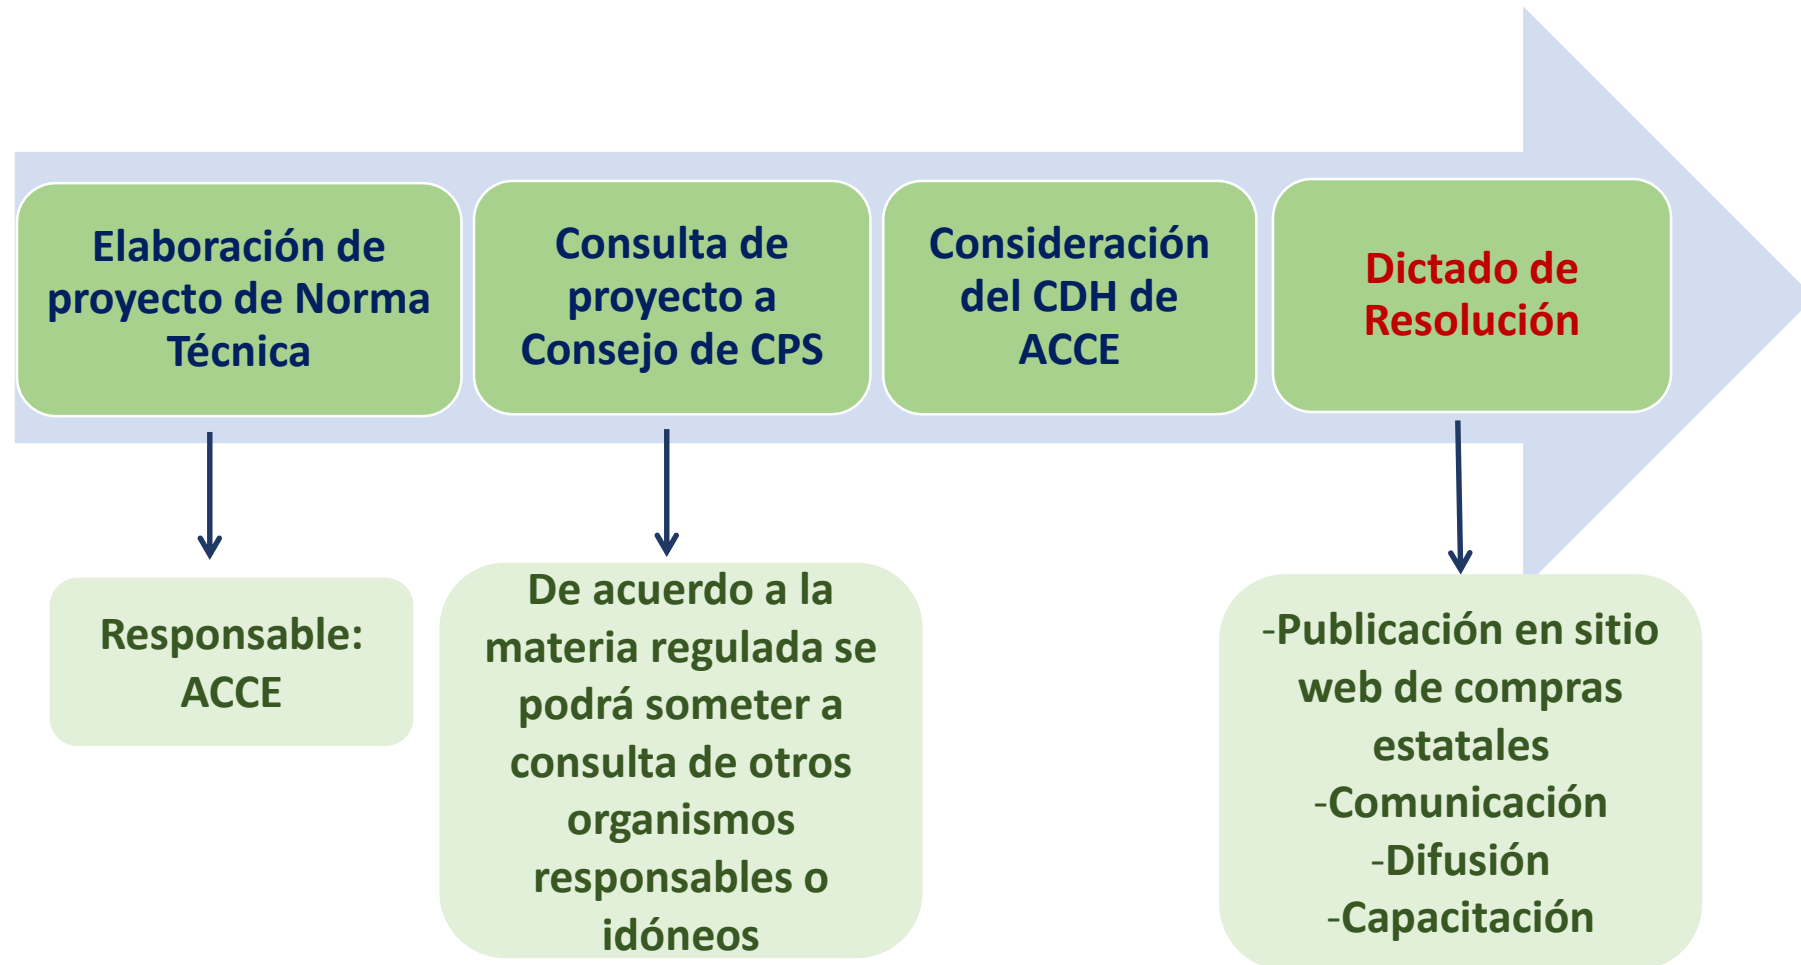 Elaboración de
proyecto de Norma
Técnica
Consulta de
proyecto a
Consejo de CPS
Consideración
del CDH de
ACCE
Dictado de
Resolución
Responsable:
ACCE
De acuerdo a la
materia regulada se
podrá someter a
consulta de otros
organismos
responsables o
idóneos
-Publicación en sitio
web de compras
estatales
-Comunicación
-Difusión
-Capacitación